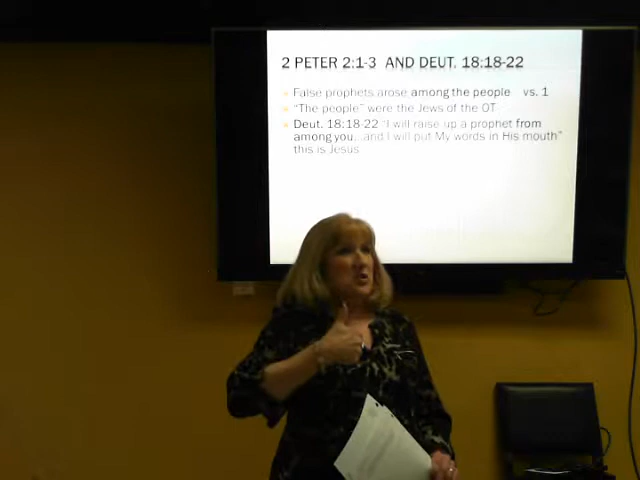 2 PETER 2:1-3 AND DEUT. 18:18-22
False prophets arose among the people vs. 1
"The people" were the Jews of the OT
Deut. 18:18-22 "I will raise up a prophet from
among you, and I will put My words in His mouth"
this is Jesus